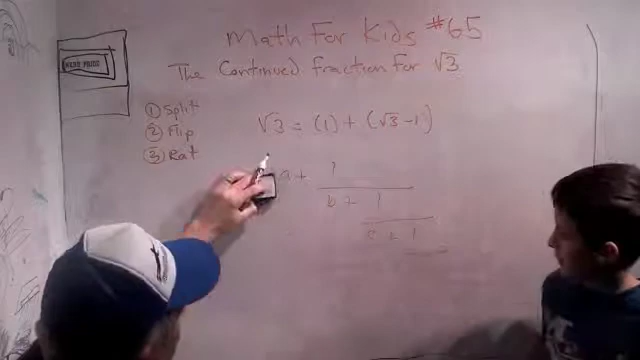 Math For Kids #65
The Continued fraction for √3
① Split
② Flip
③ Rat
√3 = (1) + (√3 - 1)
a + 1
b + 1
c + 1